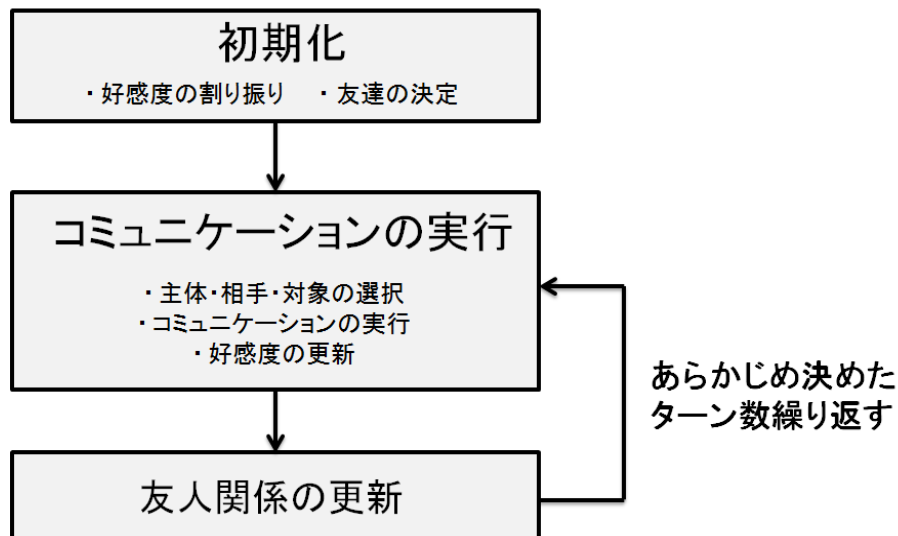 初期化
・好感度の割り振り ・友達の決定
コミュニケーションの実行
・主体・相手・対象の選択
・コミュニケーションの実行
・好感度の更新
あらかじめ決めた
ターン数繰り返す
友人関係の更新